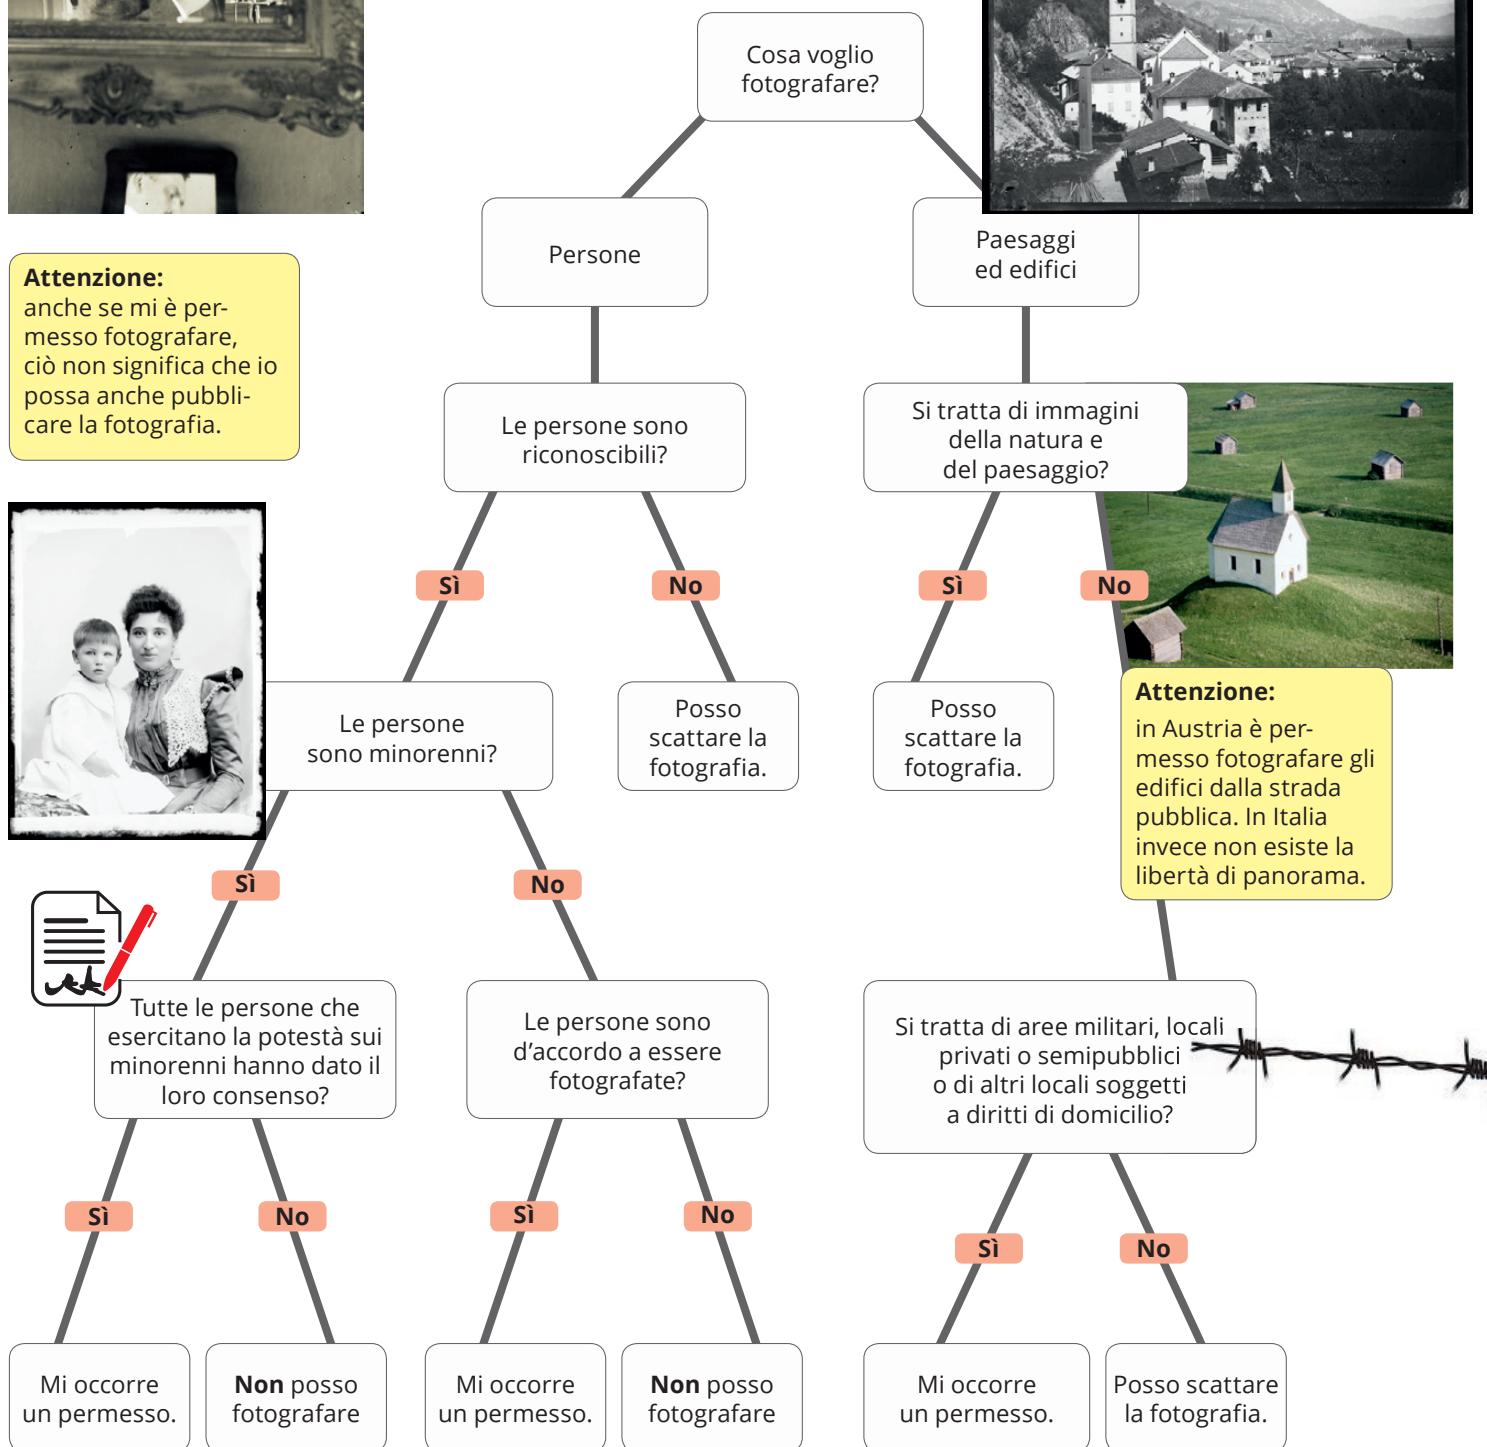 Cosa voglio
fotografare?
Persone
Paesaggi
ed edifici
Attenzione:
anche se mi è per-
messo fotografare,
ciò non significa che io
possa anche pubbli-
care la fotografia.
Le persone sono
riconoscibili?
Si tratta di immagini
della natura e
del paesaggio?
Sì
No
Sì
No
Le persone
sono minorenni?
Posso
scattare la
fotografia.
Posso
scattare la
fotografia.
Attenzione:
in Austria è per-
messo fotografare gli
edifici dalla strada
pubblica. In Italia
invece non esiste la
libertà di panorama.
Sì
No
Tutte le persone che
esercitano la potestà sui
minorenni hanno dato il
loro consenso?
Le persone sono
d’accordo a essere
fotografate?
Si tratta di aree militari, locali
privati o semipubblici
o di altri locali soggetti
a diritti di domicilio?
Sì
No
Sì
No
Sì
No
Mi occorre
un permesso.
Non posso
fotografare
Mi occorre
un permesso.
Non posso
fotografare
Mi occorre
un permesso.
Posso scattare
la fotografia.